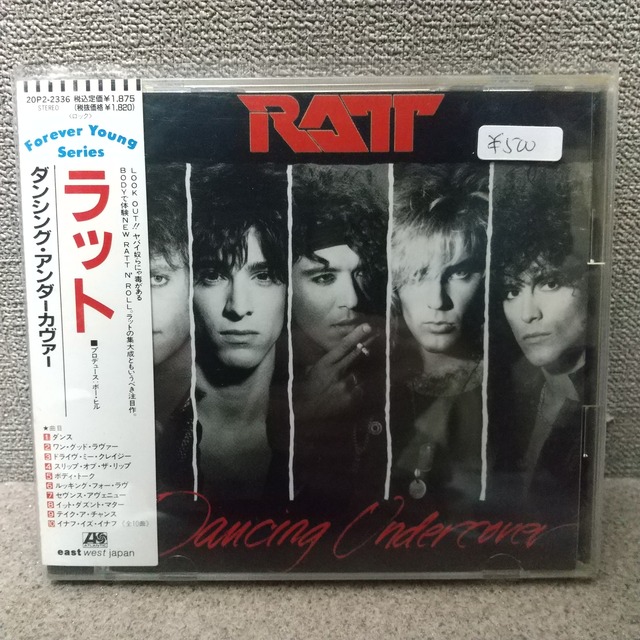 20P2-2336 税込定価¥1,875
STEREO (税抜価格¥1,820)
〈ロック〉
Forever Young
Series
ラット
ダンシング・アンダーカヴァー
■プロデュース:ボー・ヒル
LOOK OUT!! ヤバイ奴らにゃ毒がある
BODYで体験NEW RATT N' ROLL。ラットの集大成ともいうべき注目作。
★曲目
1 ダンス
2 ワン・グッド・ラヴァー
3 ドライヴ・ミー・クレイジー
4 スリップ・オブ・ザ・リップ
5 ボディ・トーク
6 ルッキング・フォー・ラヴ
7 セヴンス・アヴェニュー
8 イット・ダズント・マター
9 テイク・ア・チャンス
10 イナフ・イズ・イナフ 〈全10曲〉
east west japan
RATT
¥500
Dancing Undercover